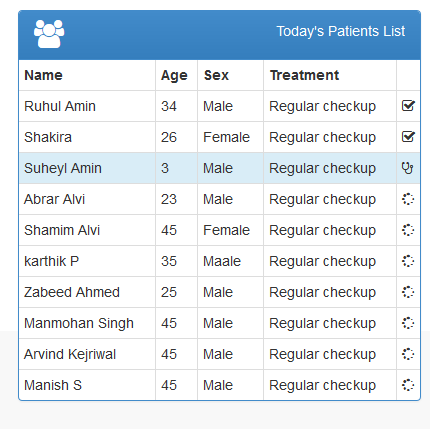 Today's Patients List
Name Age Sex Treatment
Ruhul Amin 34 Male Regular checkup
Shakira 26 Female Regular checkup
Suheyl Amin 3 Male Regular checkup
Abrar Alvi 23 Male Regular checkup
Shamim Alvi 45 Female Regular checkup
karthik P 35 Maale Regular checkup
Zabeed Ahmed 25 Male Regular checkup
Manmohan Singh 45 Male Regular checkup
Arvind Kejriwal 45 Male Regular checkup
Manish S 45 Male Regular checkup